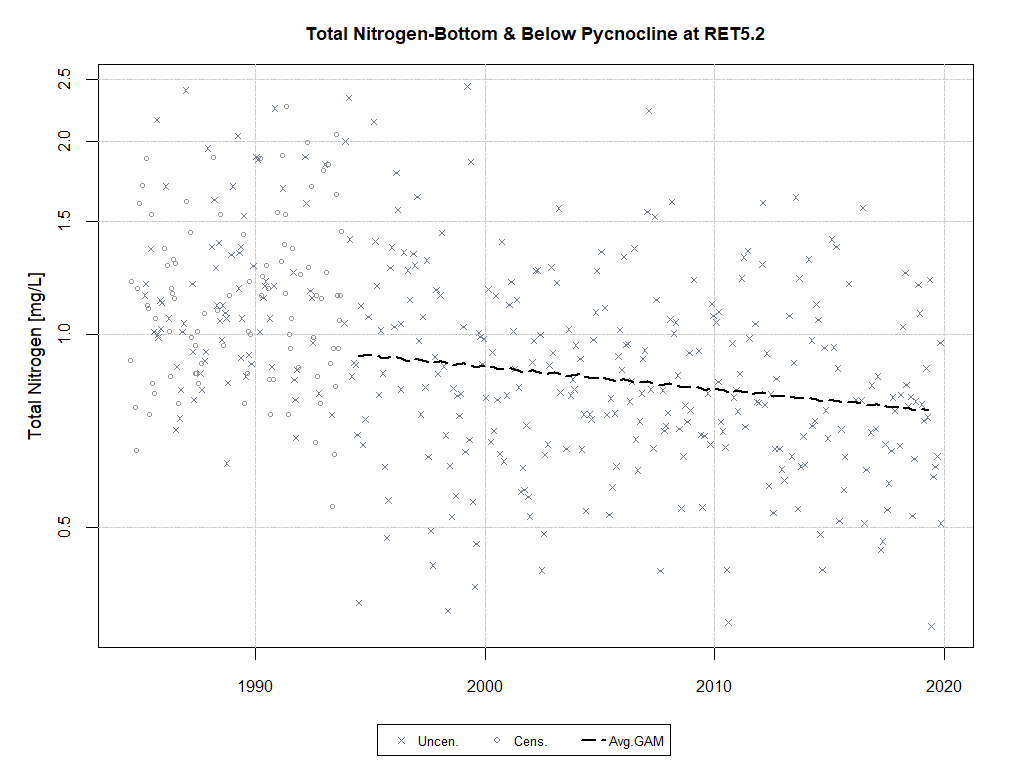 Total Nitrogen-Bottom & Below Pycnocline at RET5.2
Total Nitrogen [mg/L]
2.5
2.0
1.5
1.0
0.5
1990 2000 2010 2020
Uncen. Cens. Avg.GAM